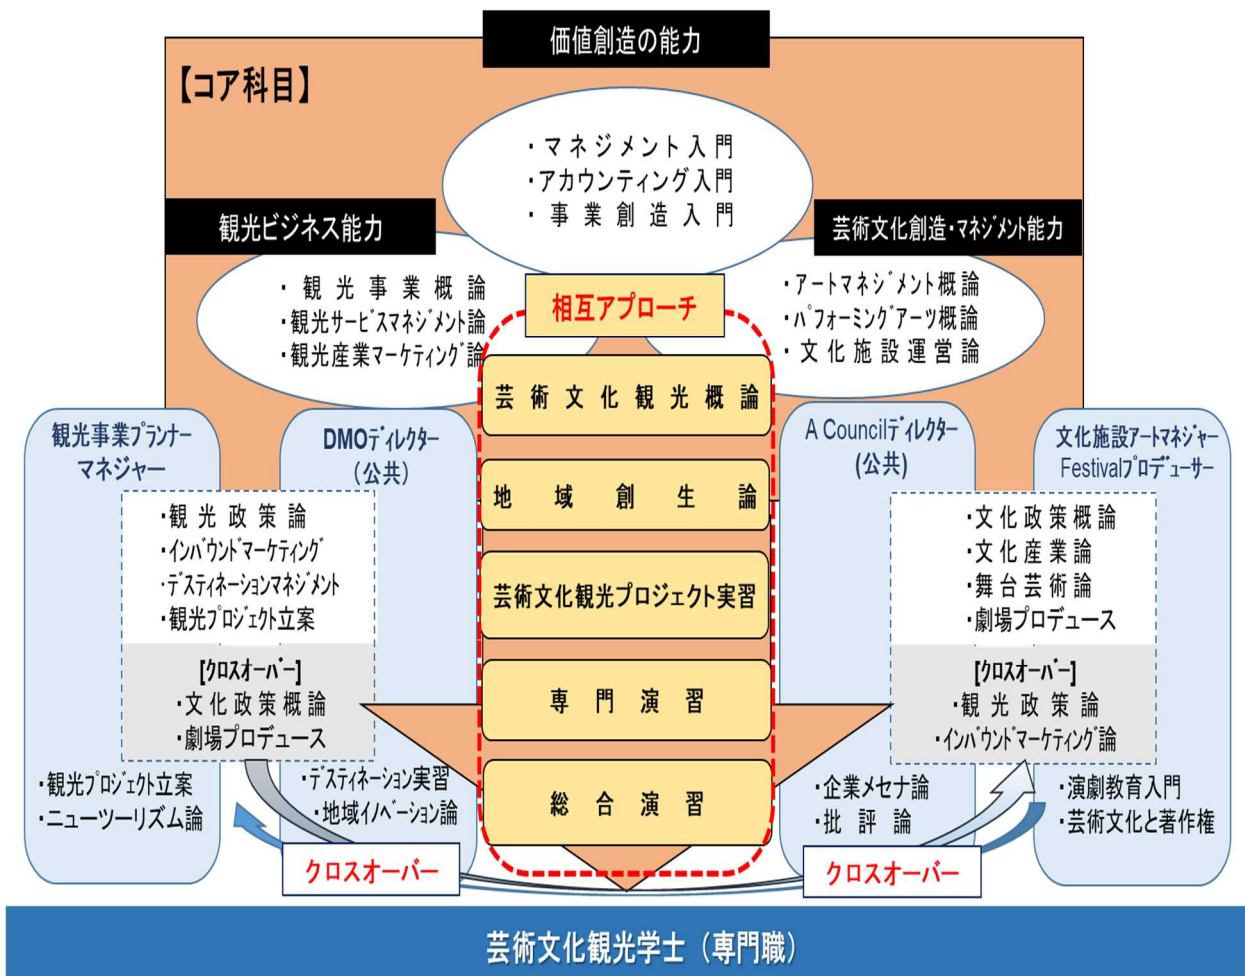 価値創造の能力
【コア科目】
・マネジメント入門
・アカウンティング入門
・事業創造入門
観光ビジネス能力
芸術文化創造・マネジメント能力
・観光事業概論
・観光サービスマネジメント論
・観光産業マーケティング論
・アートマネジメント概論
・パフォーミングアーツ概論
・文化施設運営論
相互アプローチ
芸術文化観光概論
地域創生論
芸術文化観光プロジェクト実習
専門演習
総合演習
観光事業プランナー
マネジャー
DMOディレクター
（公共）
・観光政策論
・インバウンドマーケティング
・デスティネーションマネジメント
・観光プロジェクト立案
[クロスオーバー]
・文化政策概論
・劇場プロデュース
・観光プロジェクト立案
・ニューツーリズム論
・デスティネーション実習
・地域イノベーション論
A Councilディレクター
(公共)
文化施設アートマネジャー
Festivalプロデューサー
・文化政策概論
・文化産業論
・舞台芸術論
・劇場プロデュース
[クロスオーバー]
・観光政策論
・インバウンドマーケティング論
・企業メセナ論
・批評論
・演劇教育入門
・芸術文化と著作権
クロスオーバー
クロスオーバー
芸術文化観光学士（専門職）